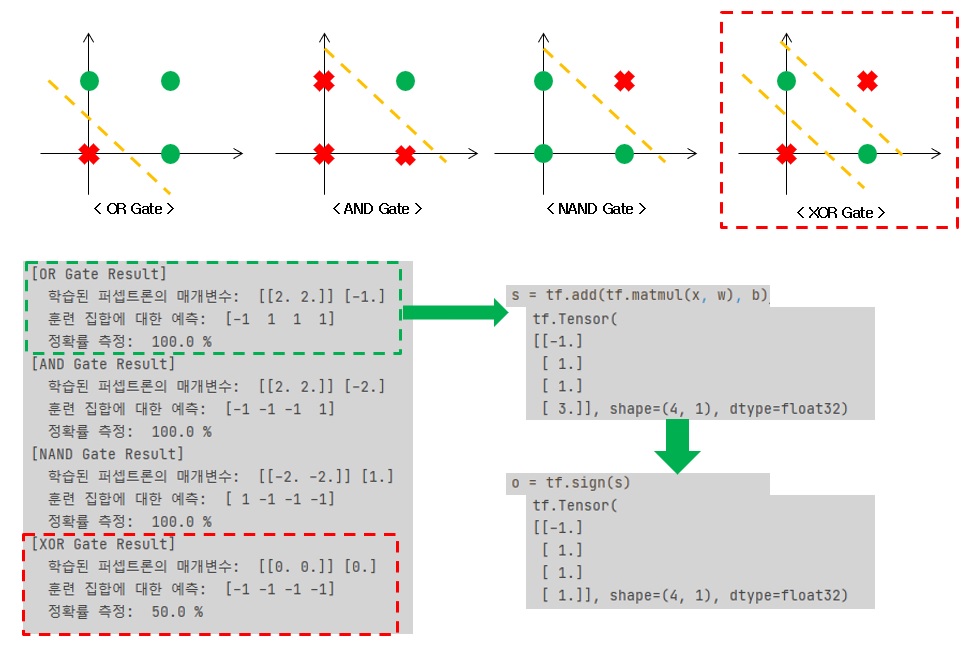 < OR Gate >
< AND Gate >
< NAND Gate >
< XOR Gate >
[OR Gate Result]
학습된 퍼셉트론의 매개변수: [[2. 2.]] [-1.]
훈련 집합에 대한 예측: [-1 1 1 1]
정확률 측정: 100.0 %
[AND Gate Result]
학습된 퍼셉트론의 매개변수: [[2. 2.]] [-2.]
훈련 집합에 대한 예측: [-1 -1 -1 1]
정확률 측정: 100.0 %
[NAND Gate Result]
학습된 퍼셉트론의 매개변수: [[-2. -2.]] [1.]
훈련 집합에 대한 예측: [ 1 -1 -1 -1]
정확률 측정: 100.0 %
[XOR Gate Result]
학습된 퍼셉트론의 매개변수: [[0. 0.]] [0.]
훈련 집합에 대한 예측: [-1 -1 -1 -1]
정확률 측정: 50.0 %
s = tf.add(tf.matmul(x, w), b)
tf.Tensor(
[[-1.]
[ 1.]
[ 1.]
[ 3.]], shape=(4, 1), dtype=float32)
o = tf.sign(s)
tf.Tensor(
[[-1.]
[ 1.]
[ 1.]
[ 1.]], shape=(4, 1), dtype=float32)